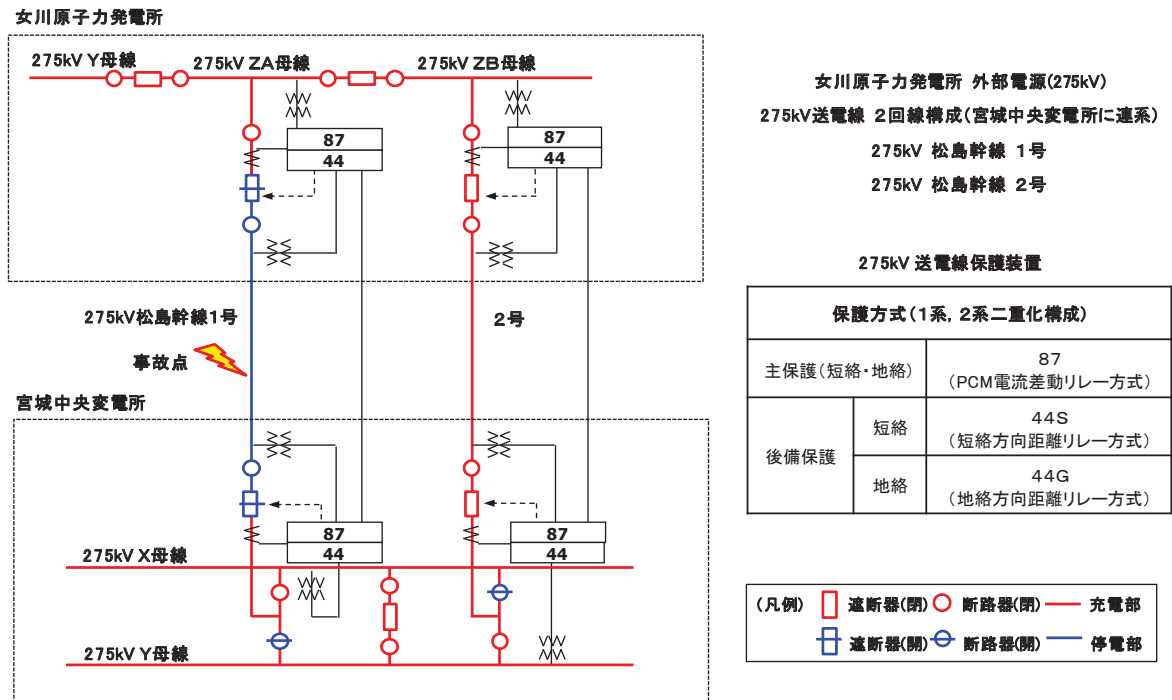 女川原子力発電所
275kV Y母線
275kV ZA母線
275kV ZB母線
87
44
87
44
275kV松島幹線1号
2号
事故点
宮城中央変電所
87
44
87
44
275kV X母線
275kV Y母線
女川原子力発電所 外部電源(275kV)
275kV送電線 2回線構成(宮城中央変電所に連系)
275kV 松島幹線 1号
275kV 松島幹線 2号
275kV 送電線保護装置
保護方式(1系, 2系二重化構成)
主保護(短絡・地絡)
87
(PCM電流差動リレー方式)
後備保護
短絡
44S
(短絡方向距離リレー方式)
地絡
44G
(地絡方向距離リレー方式)
(凡例) 遮断器(閉) 断路器(閉) 充電部
遮断器(開) 断路器(開) 停電部